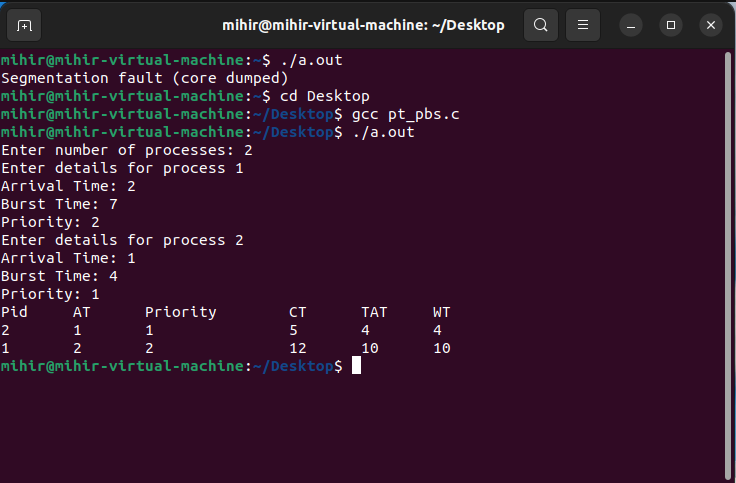 mihir@mihir-virtual-machine: ~/Desktop
mihir@mihir-virtual-machine:~$ ./a.out
Segmentation fault (core dumped)
mihir@mihir-virtual-machine:~$ cd Desktop
mihir@mihir-virtual-machine:~/Desktop$ gcc pt_pbs.c
mihir@mihir-virtual-machine:~/Desktop$ ./a.out
Enter number of processes: 2
Enter details for process 1
Arrival Time: 2
Burst Time: 7
Priority: 2
Enter details for process 2
Arrival Time: 1
Burst Time: 4
Priority: 1
Pid AT Priority CT TAT WT
2 1 1 5 4 4
1 2 2 12 10 10
mihir@mihir-virtual-machine:~/Desktop$